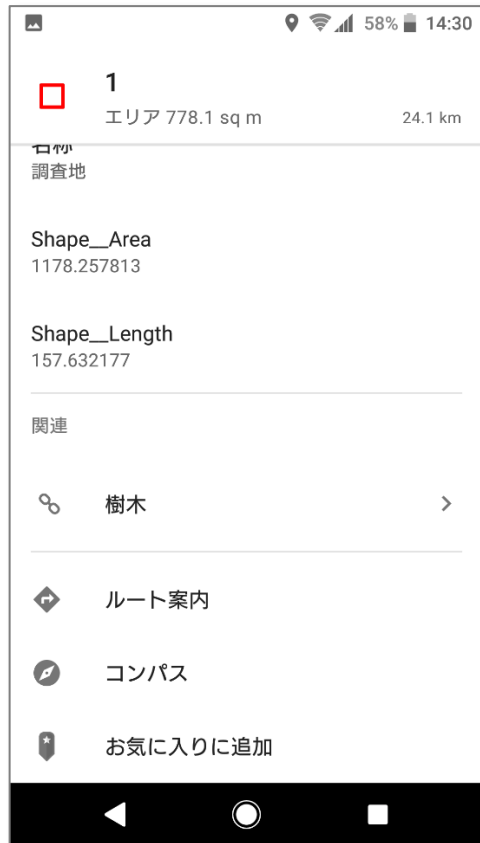 58% 14:30
1
エリア 778.1 sq m 24.1 km
名称
調査地
Shape__Area
1178.257813
Shape__Length
157.632177
関連
樹木
ルート案内
コンパス
お気に入りに追加